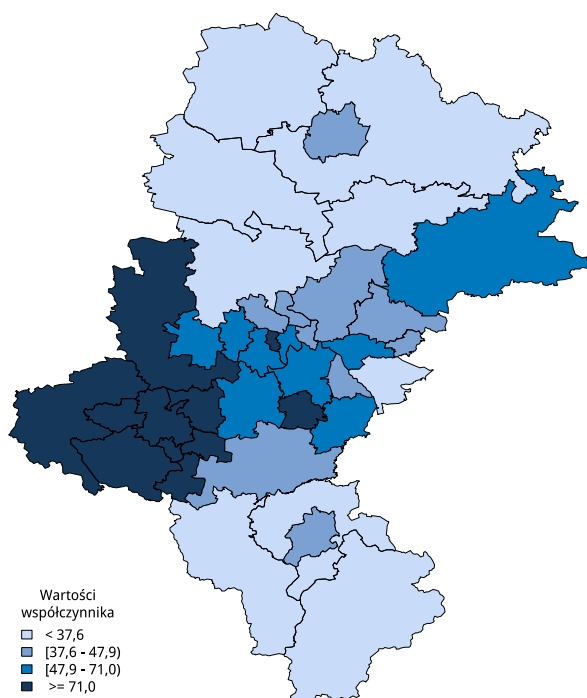 Wartości
współczynnika
< 37,6
[37,6 - 47,9)
[47,9 - 71,0)
>= 71,0